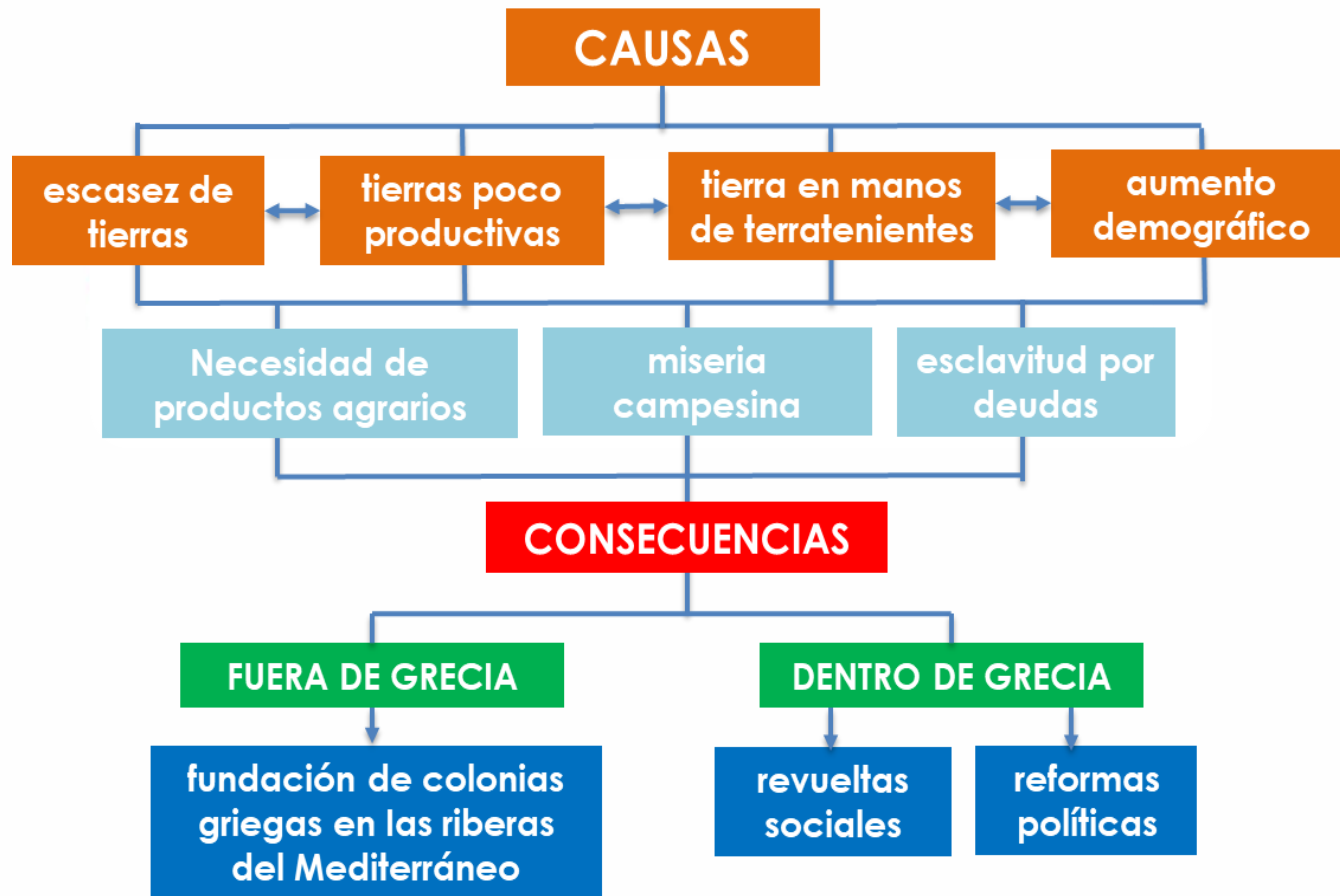 CAUSAS
escasez de
tierras
tierras poco
productivas
tierra en manos
de terratenientes
aumento
demográfico
Necesidad de
productos agrarios
miseria
campesina
esclavitud por
deudas
CONSECUENCIAS
FUERA DE GRECIA
DENTRO DE GRECIA
fundación de colonias
griegas en las riberas
del Mediterráneo
revueltas
sociales
reformas
políticas